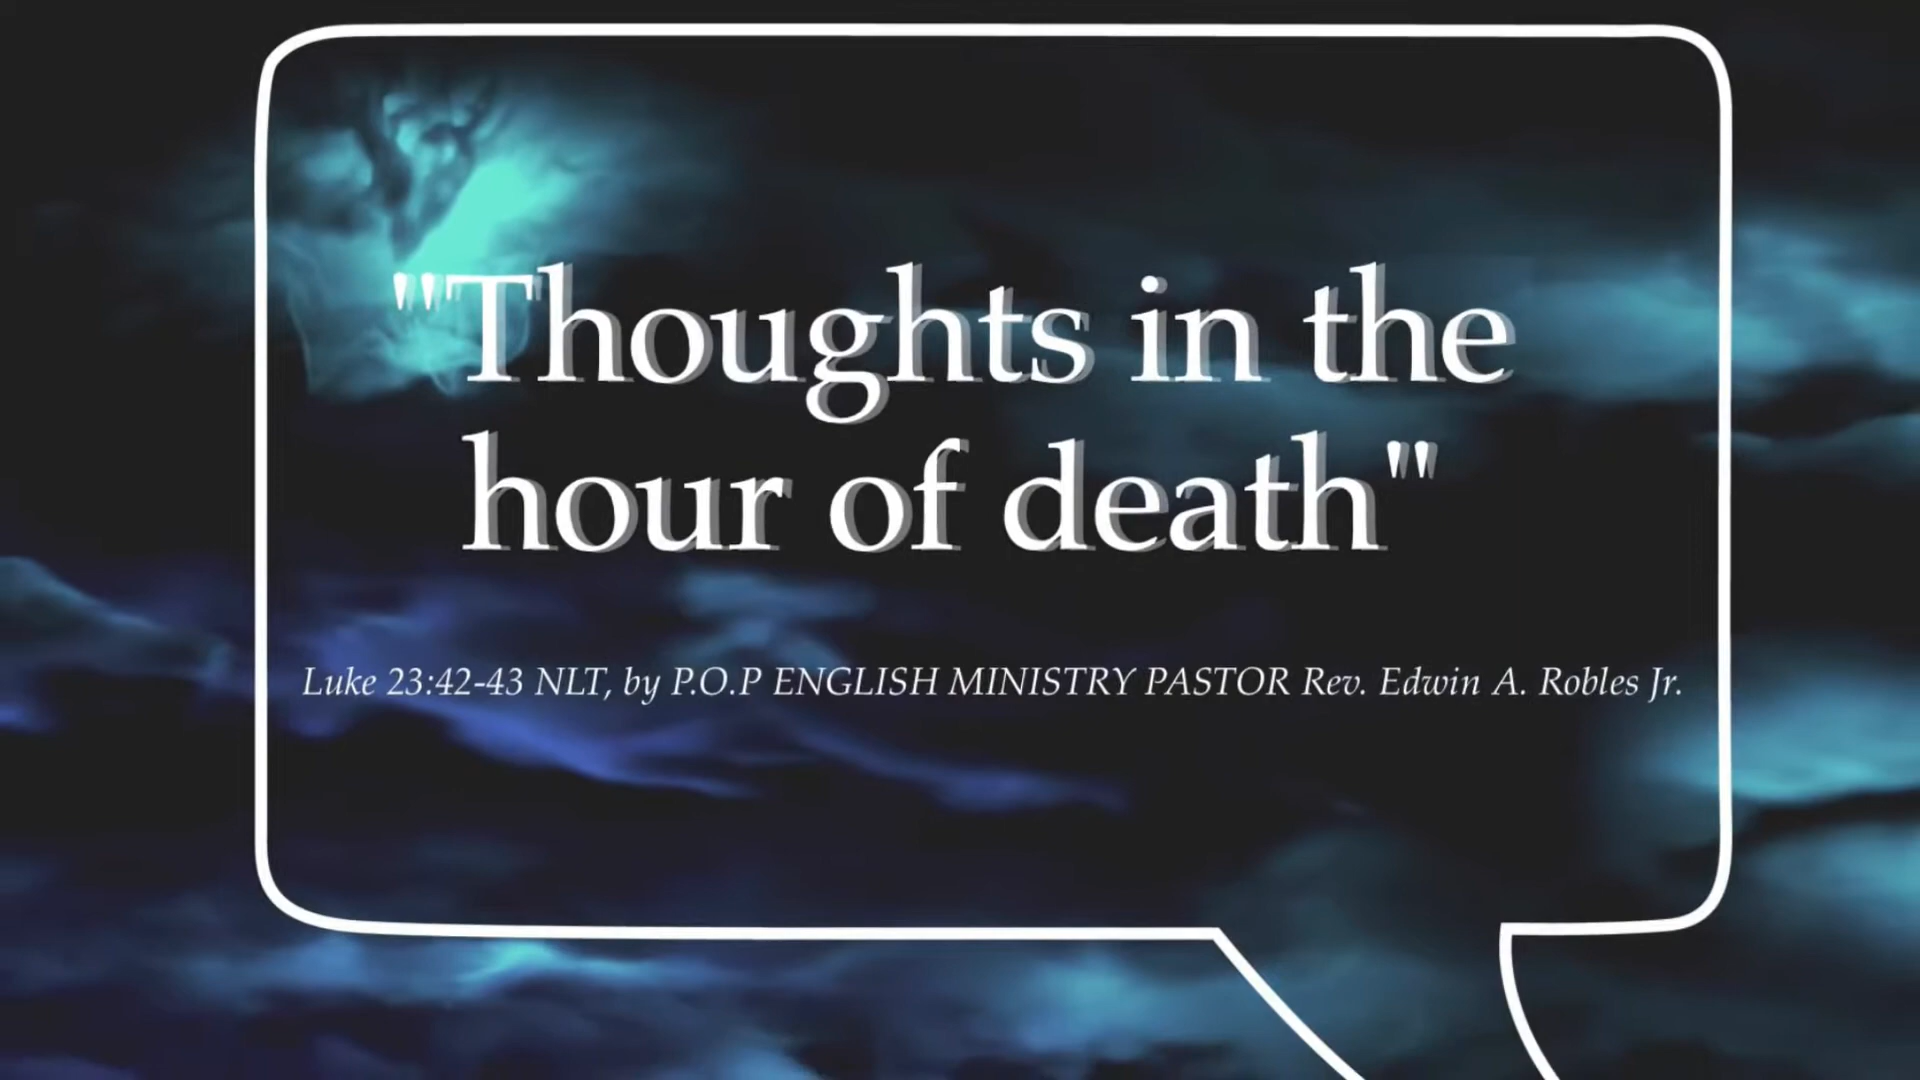 "Thoughts in the
hour of death"
Luke 23:42-43 NLT, by P.O.P ENGLISH MINISTRY PASTOR Rev. Edwin A. Robles Jr.